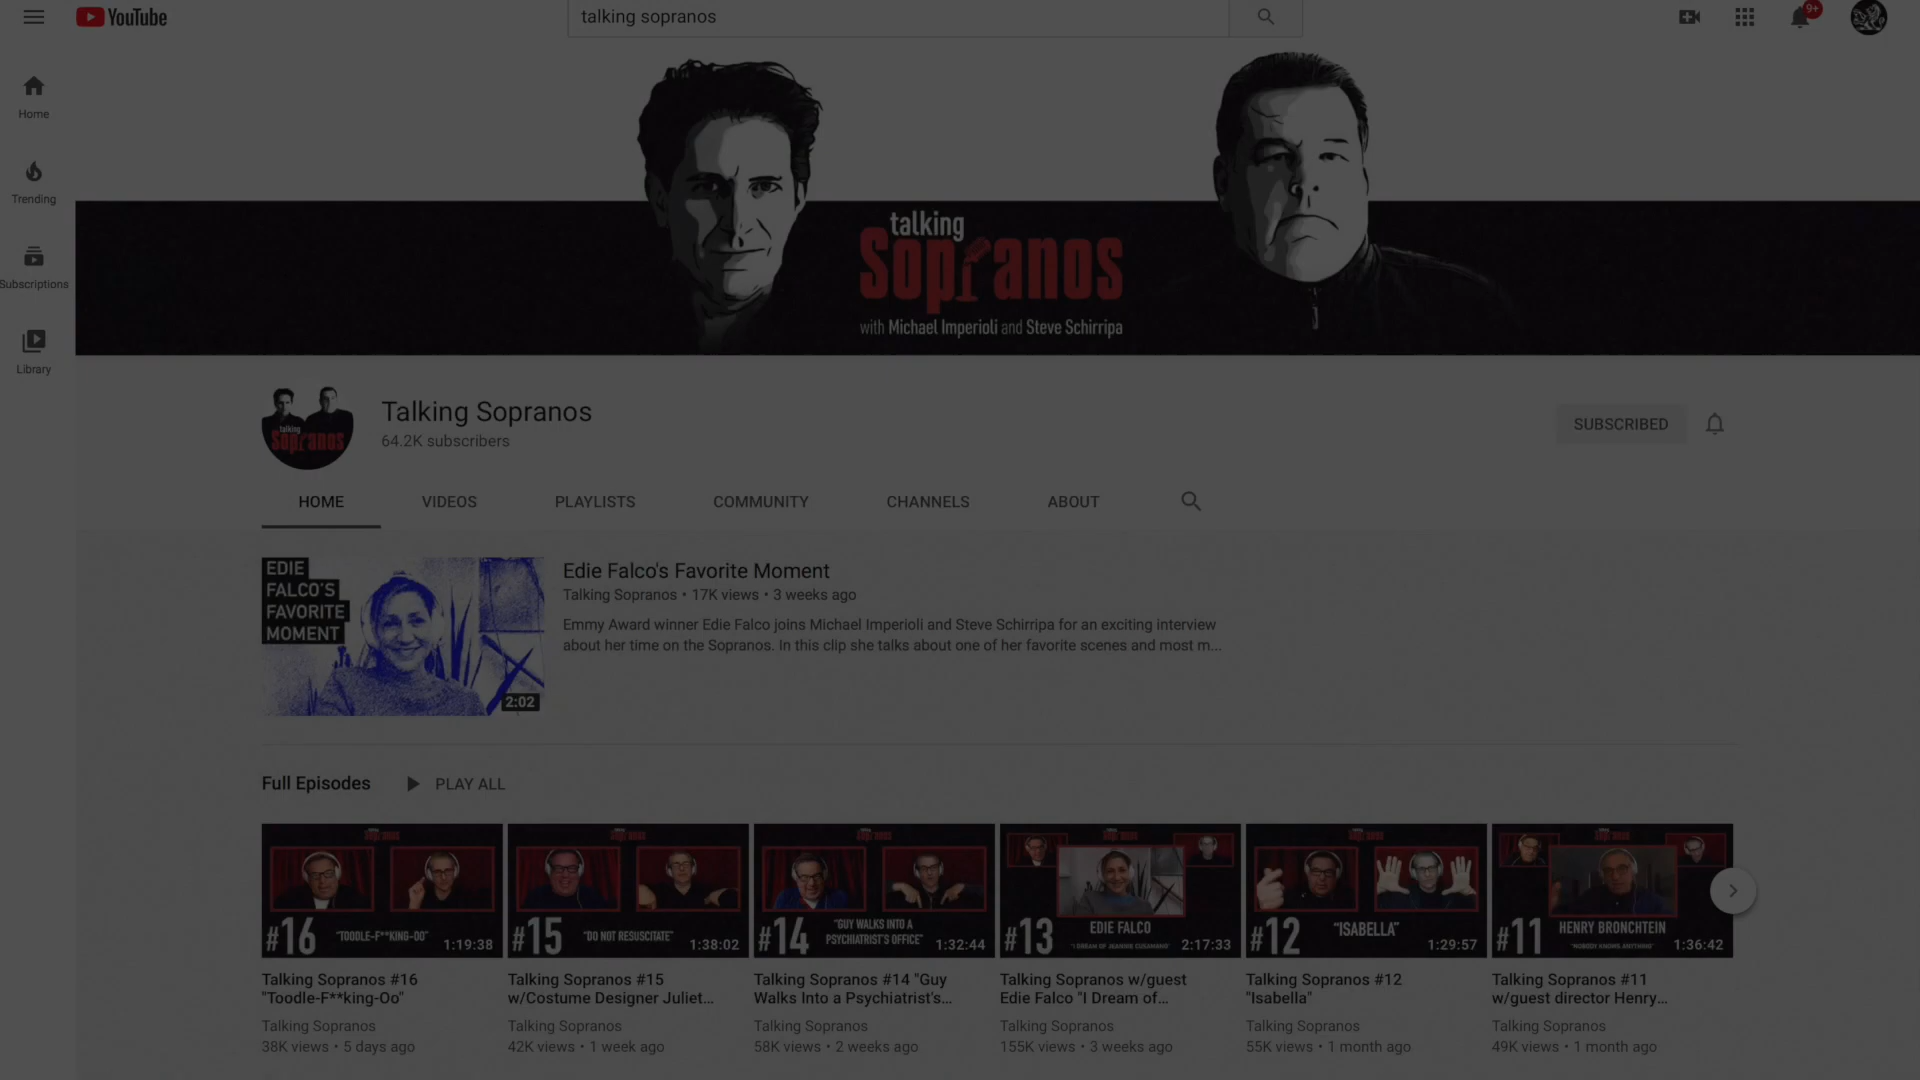 YouTube
talking sopranos
9+
Home
Trending
Subscriptions
Library
talking
Sopranos
with Michael Imperioli and Steve Schirripa
talking
Sopranos
Talking Sopranos
64.2K subscribers
SUBSCRIBED
HOME VIDEOS PLAYLISTS COMMUNITY CHANNELS ABOUT
EDIE
FALCO'S
FAVORITE
MOMENT
2:02
Edie Falco's Favorite Moment
Talking Sopranos • 17K views • 3 weeks ago
Emmy Award winner Edie Falco joins Michael Imperioli and Steve Schirripa for an exciting interview
about her time on the Sopranos. In this clip she talks about one of her favorite scenes and most m...
Full Episodes PLAY ALL
#16 "TOODLE-F**KING-OO" 1:19:38
Talking Sopranos #16
"Toodle-F**king-Oo"
Talking Sopranos
38K views • 5 days ago
#15 "DO NOT RESUSCITATE" 1:38:02
Talking Sopranos #15
w/Costume Designer Juliet...
Talking Sopranos
42K views • 1 week ago
#14 "GUY WALKS INTO A
PSYCHIATRIST'S OFFICE" 1:32:44
Talking Sopranos #14 "Guy
Walks Into a Psychiatrist's...
Talking Sopranos
58K views • 2 weeks ago
#13 EDIE FALCO
"I DREAM OF JEANNIE CUSAMANO" 2:17:33
Talking Sopranos w/guest
Edie Falco "I Dream of...
Talking Sopranos
155K views • 3 weeks ago
#12 "ISABELLA" 1:29:57
Talking Sopranos #12
"Isabella"
Talking Sopranos
55K views • 1 month ago
#11 HENRY BRONCHTEIN
"NOBODY KNOWS ANYTHING" 1:36:42
Talking Sopranos #11
w/guest director Henry...
Talking Sopranos
49K views • 1 month ago